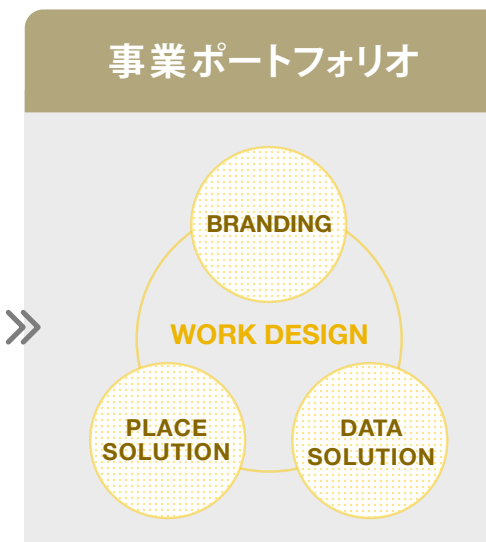 事業ポートフォリオ
BRANDING
WORK DESIGN
PLACE
SOLUTION
DATA
SOLUTION